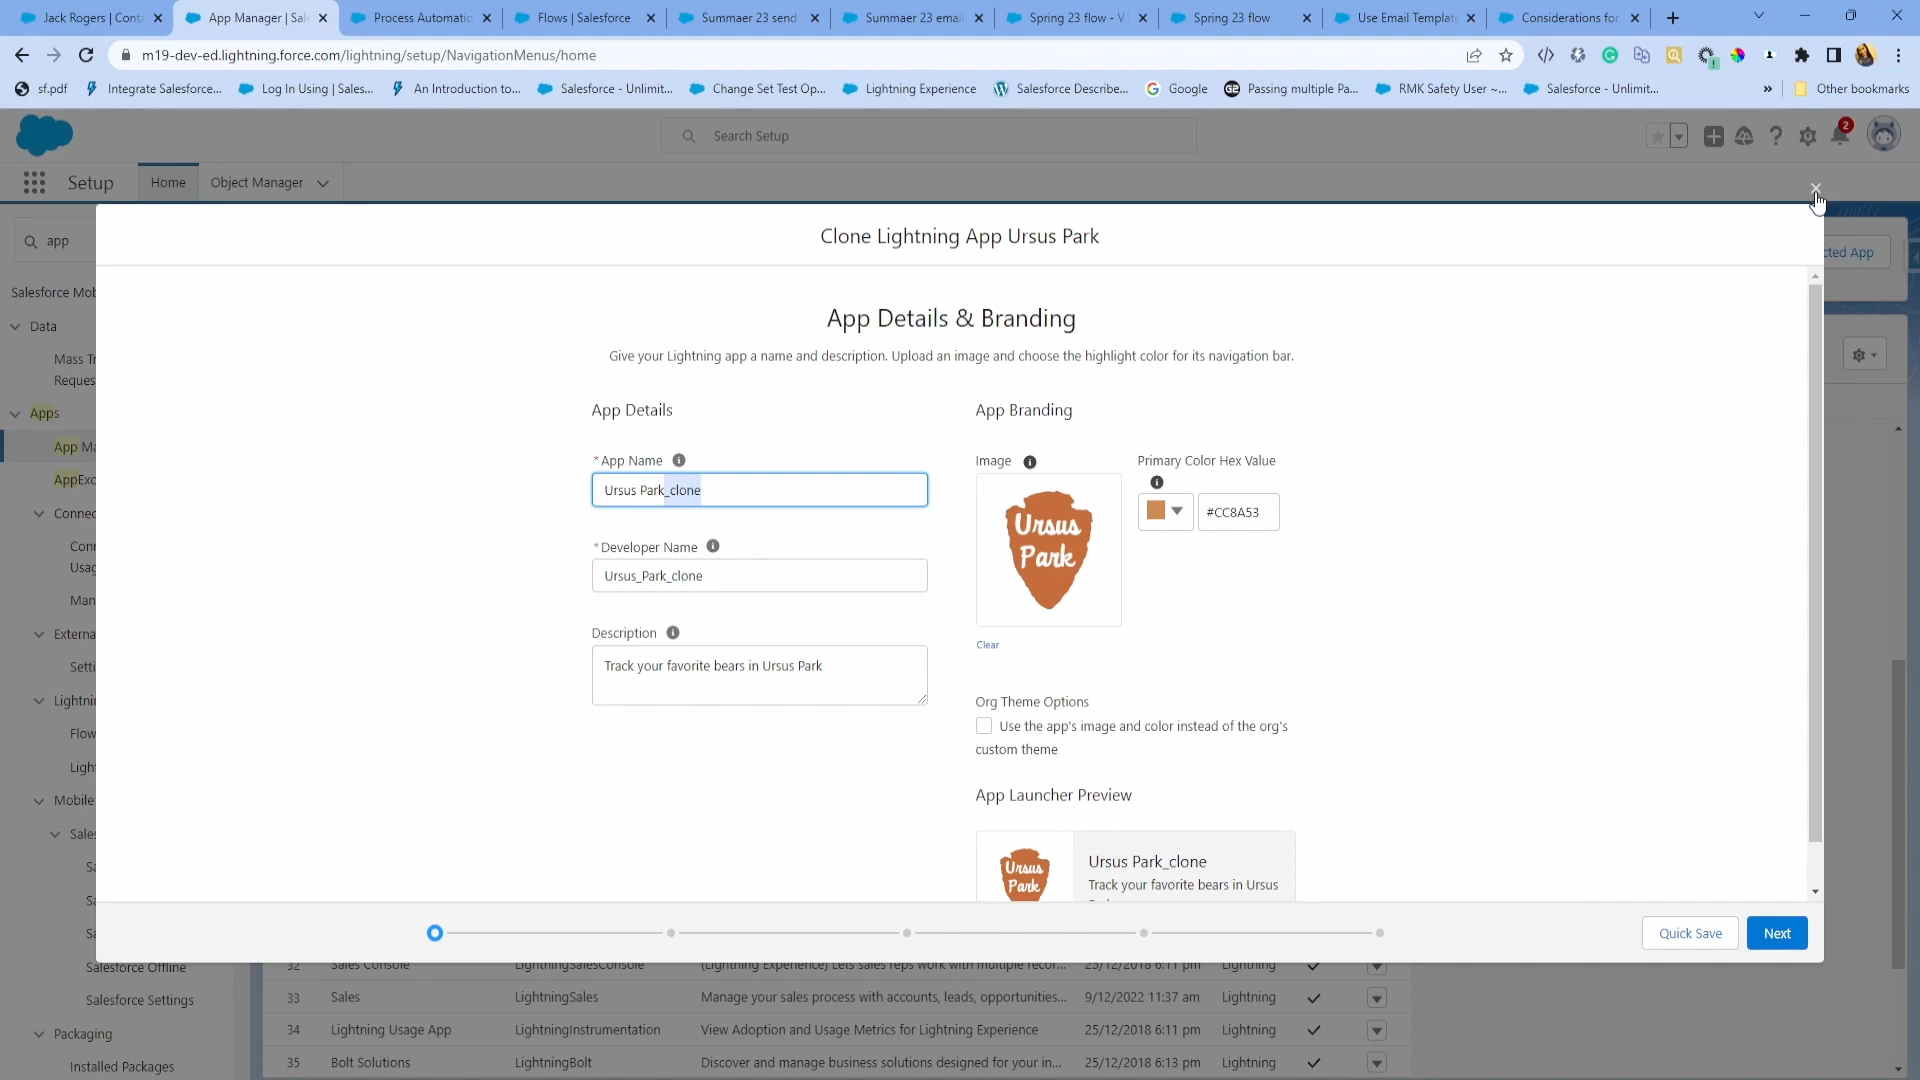 Jack Rogers | Conta
App Manager | Sal
Process Automatio
Flows | Salesforce
Summaer 23 send
Summaer 23 email
Spring 23 flow - V
Spring 23 flow
Use Email Templat
Considerations for
m19-dev-ed.lightning.force.com/lightning/setup/NavigationMenus/home
sf.pdf
Integrate Salesforce...
Log In Using | Sales...
An Introduction to...
Salesforce - Unlimit...
Change Set Test Op...
Lightning Experience
Salesforce Describe...
Google
Passing multiple Pa...
RMK Safety User ~...
Salesforce - Unlimit...
»
Other bookmarks
Search Setup
2
Setup
Home
Object Manager
app
cted App
Clone Lightning App Ursus Park
Salesforce Mob
Data
Mass Tr
Reques
Apps
App Ma
AppExc
Connec
Conn
Usag
Man
Externa
Setti
Lightnin
Flow
Ligh
Mobile
Sales
Sa
Sa
Sa
Salesforce Offline
Salesforce Settings
Packaging
Installed Packages
App Details & Branding
Give your Lightning app a name and description. Upload an image and choose the highlight color for its navigation bar.
App Details
*App Name
Ursus Park_clone
*Developer Name
Ursus_Park_clone
Description
Track your favorite bears in Ursus Park
App Branding
Image
Ursus
Park
Clear
Primary Color Hex Value
#CC8A53
Org Theme Options
Use the app's image and color instead of the org's
custom theme
App Launcher Preview
Ursus
Park
Ursus Park_clone
Track your favorite bears in Ursus
Quick Save
Next
32 Sales Console LightningSalesConsole (Lightning Experience) Lets sales reps work with multiple recor... 25/12/2018 6:11 pm Lightning
33 Sales LightningSales Manage your sales process with accounts, leads, opportunities... 9/12/2022 11:37 am Lightning
34 Lightning Usage App LightningInstrumentation View Adoption and Usage Metrics for Lightning Experience 25/12/2018 6:11 pm Lightning
35 Bolt Solutions LightningBolt Discover and manage business solutions designed for your in... 25/12/2018 6:13 pm Lightning